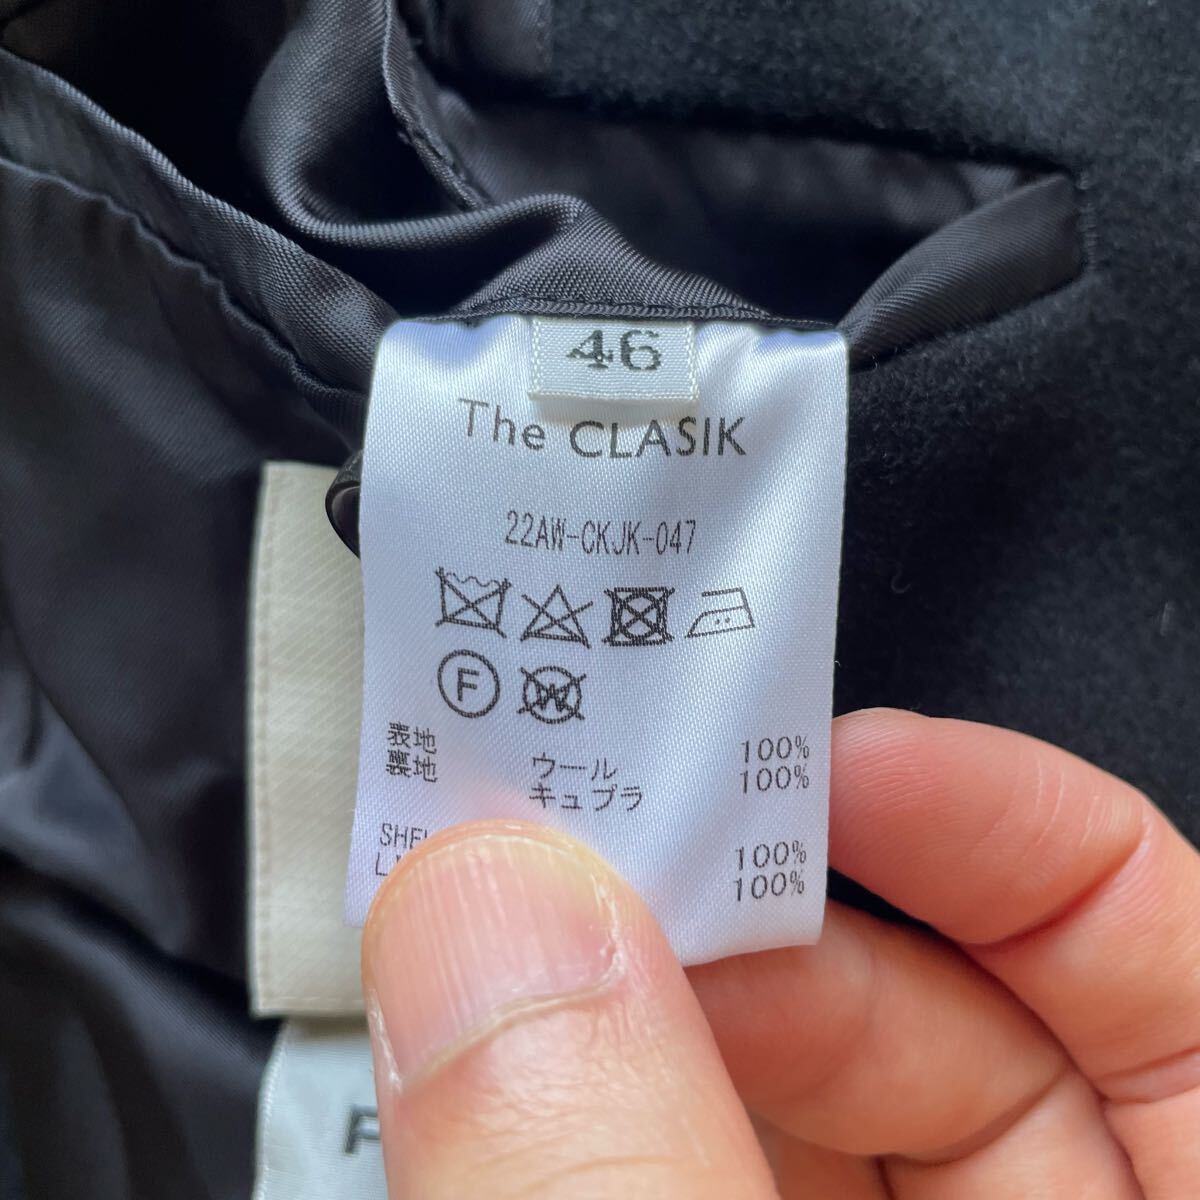 46
The CLASIK
22AW-CKJK-047
F W
表地 ウール 100%
裏地 キュプラ 100%
100%
100%